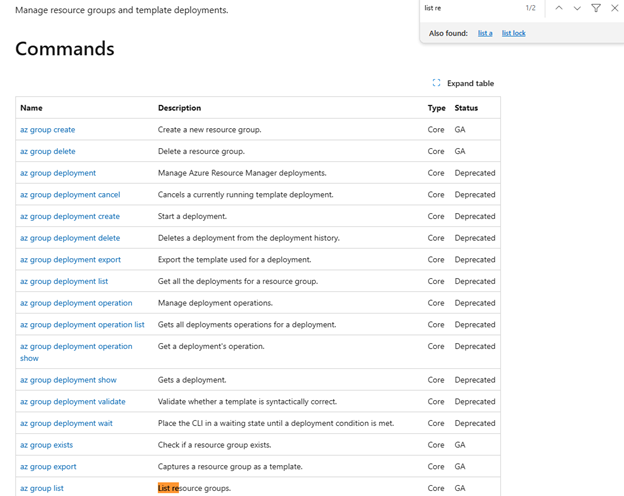 Manage resource groups and template deployments.
list re 1/2
Also found: list a list lock
Commands
Expand table
Name Description Type Status
az group create Create a new resource group. Core GA
az group delete Delete a resource group. Core GA
az group deployment Manage Azure Resource Manager deployments. Core Deprecated
az group deployment cancel Cancels a currently running template deployment. Core Deprecated
az group deployment create Start a deployment. Core Deprecated
az group deployment delete Deletes a deployment from the deployment history. Core Deprecated
az group deployment export Export the template used for a deployment. Core Deprecated
az group deployment list Get all the deployments for a resource group. Core Deprecated
az group deployment operation Manage deployment operations. Core Deprecated
az group deployment operation list Gets all deployments operations for a deployment. Core Deprecated
az group deployment operation Get a deployment's operation. Core Deprecated
show
az group deployment show Gets a deployment. Core Deprecated
az group deployment validate Validate whether a template is syntactically correct. Core Deprecated
az group deployment wait Place the CLI in a waiting state until a deployment condition is met. Core Deprecated
az group exists Check if a resource group exists. Core GA
az group export Captures a resource group as a template. Core GA
az group list List resource groups. Core GA